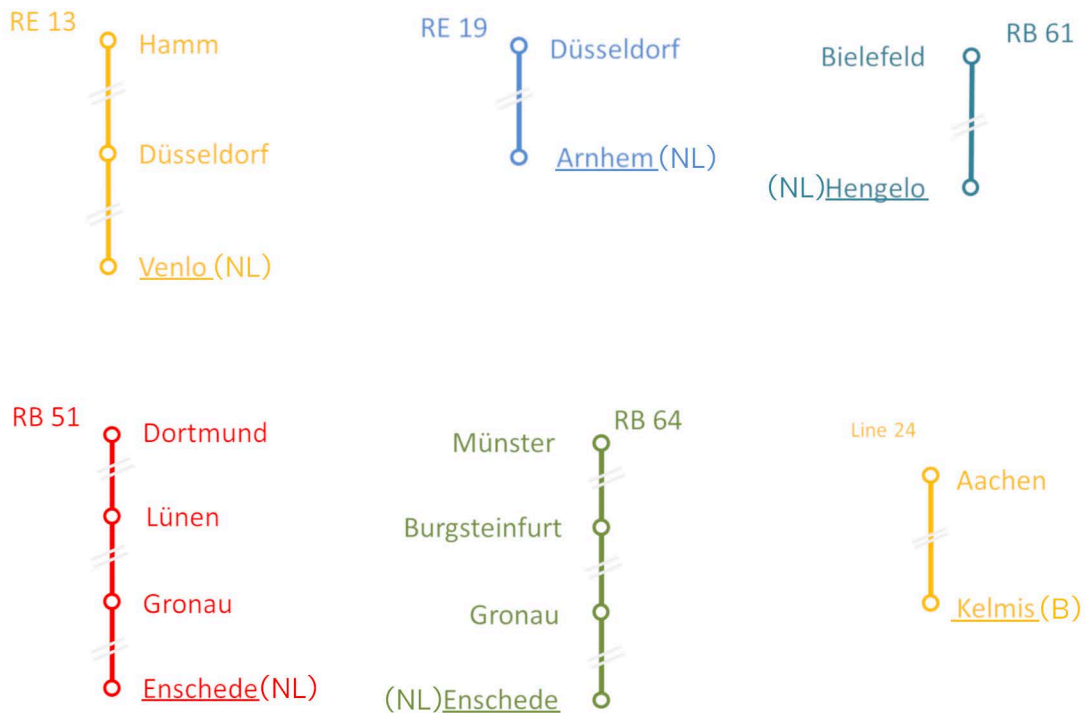 RE 13
Hamm
Düsseldorf
Venlo (NL)
RE 19
Düsseldorf
Arnhem (NL)
RB 61
Bielefeld
(NL)Hengelo
RB 51
Dortmund
Lünen
Gronau
Enschede(NL)
RB 64
Münster
Burgsteinfurt
Gronau
(NL)Enschede
Line 24
Aachen
Kelmis (B)